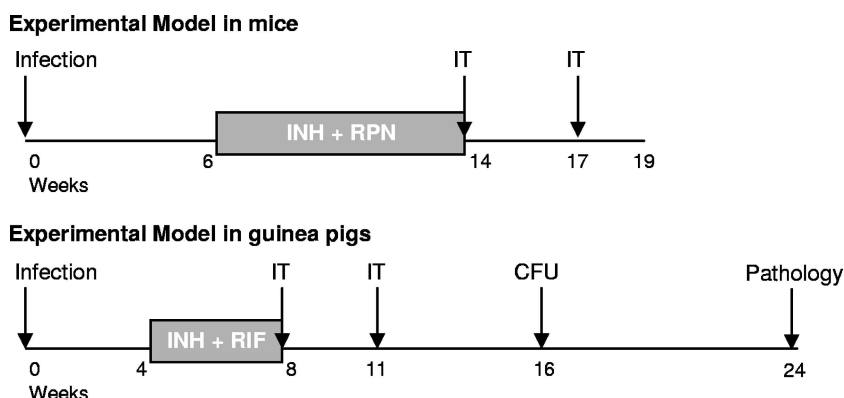 Experimental Model in mice
Infection IT IT
INH + RPN
0 6 14 17 19
Weeks
Experimental Model in guinea pigs
Infection IT IT CFU Pathology
INH + RIF
0 4 8 11 16 24
Weeks